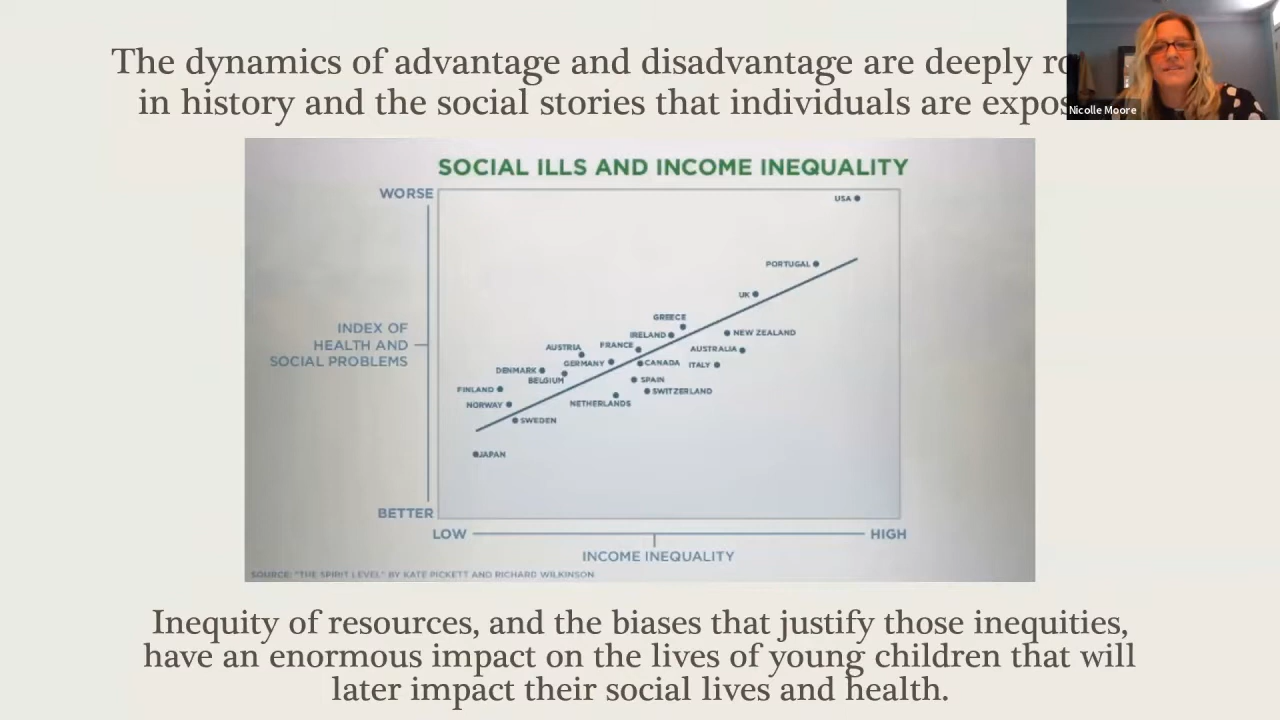 The dynamics of advantage and disadvantage are deeply
in history and the social stories that individuals are
Nicolle Moore
SOCIAL ILLS AND INCOME INEQUALITY
WORSE
USA
PORTUGAL
UK
GREECE
INDEX OF
HEALTH AND
SOCIAL PROBLEMS
IRELAND
NEW ZEALAND
AUSTRIA
FRANCE
AUSTRALIA
GERMANY
CANADA
ITALY
DENMARK
BELGIUM
SPAIN
FINLAND
SWITZERLAND
NORWAY
NETHERLANDS
SWEDEN
JAPAN
BETTER
LOW
HIGH
INCOME INEQUALITY
SOURCE: "THE SPIRIT LEVEL" BY KATE PICKETT AND RICHARD WILKINSON
Inequity of resources, and the biases that justify those inequities,
have an enormous impact on the lives of young children that will
later impact their social lives and health.